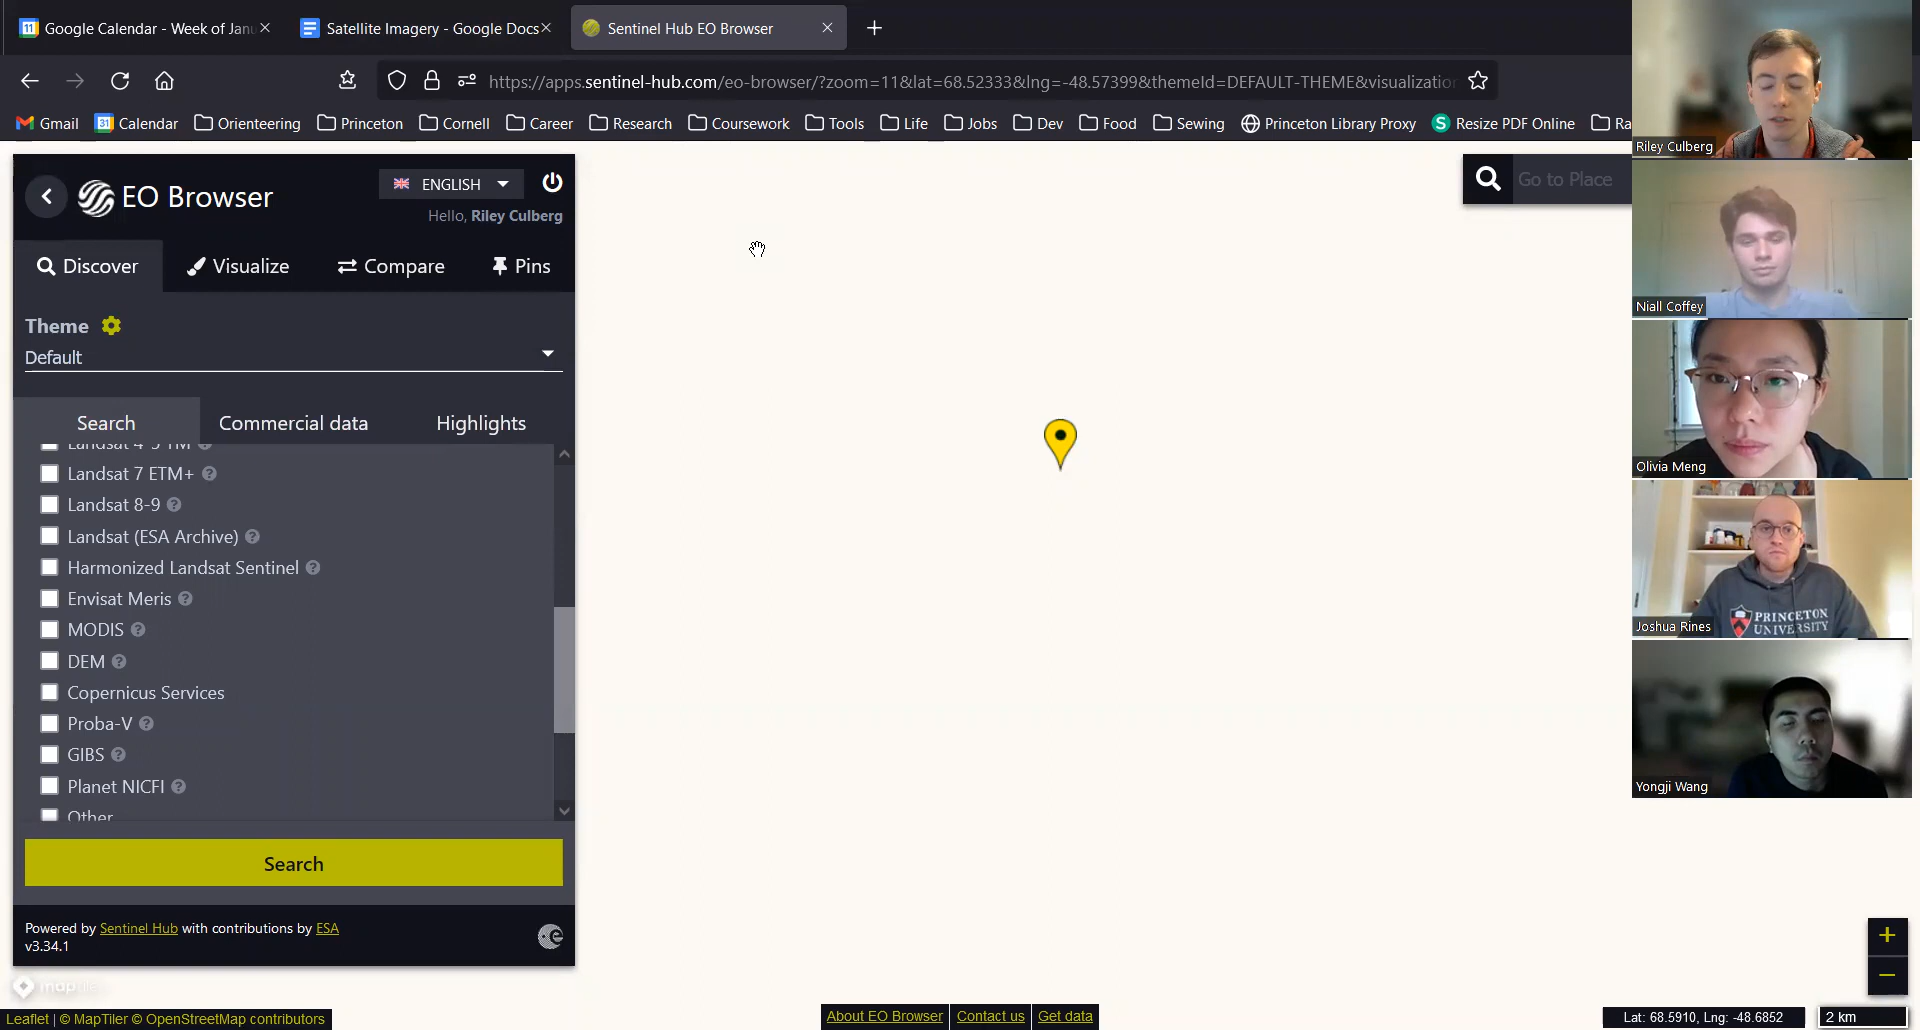 Google Calendar - Week of Janu
Satellite Imagery - Google Docs
Sentinel Hub EO Browser
https://apps.sentinel-hub.com/eo-browser/?zoom=11&lat=68.52333&lng=-48.57399&themeId=DEFAULT-THEME&visualizatio
Gmail
Calendar
Orienteering
Princeton
Cornell
Career
Research
Coursework
Tools
Life
Jobs
Dev
Food
Sewing
Princeton Library Proxy
Resize PDF Online
Ra
EO Browser
ENGLISH
Hello, Riley Culberg
Discover
Visualize
Compare
Pins
Theme
Default
Search
Commercial data
Highlights
Landsat 4-5 TM
Landsat 7 ETM+
Landsat 8-9
Landsat (ESA Archive)
Harmonized Landsat Sentinel
Envisat Meris
MODIS
DEM
Copernicus Services
Proba-V
GIBS
Planet NICFI
Other
Search
Powered by Sentinel Hub with contributions by ESA
v3.34.1
Go to Place
Riley Culberg
Niall Coffey
Olivia Meng
PRINCETON
UNIVERSITY
Joshua Rines
Yongji Wang
maptiler
Leaflet | © MapTiler © OpenStreetMap contributors
About EO Browser
Contact us
Get data
Lat: 68.5910, Lng: -48.6852
2 km